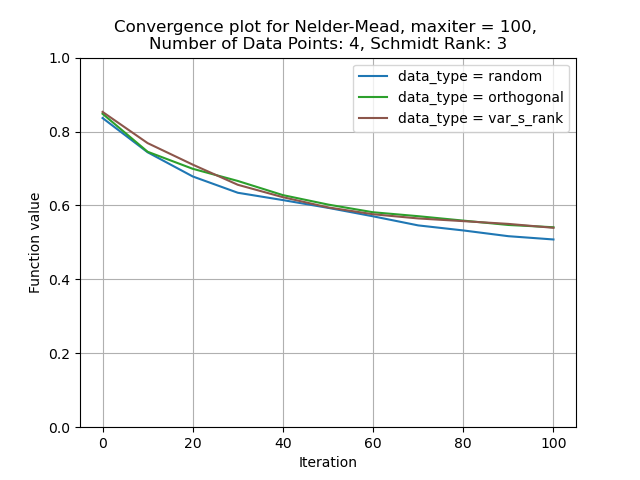 Convergence plot for Nelder-Mead, maxiter = 100,
Number of Data Points: 4, Schmidt Rank: 3
1.0
0.8
0.6
0.4
0.2
0.0
Function value
data_type = random
data_type = orthogonal
data_type = var_s_rank
0 20 40 60 80 100
Iteration